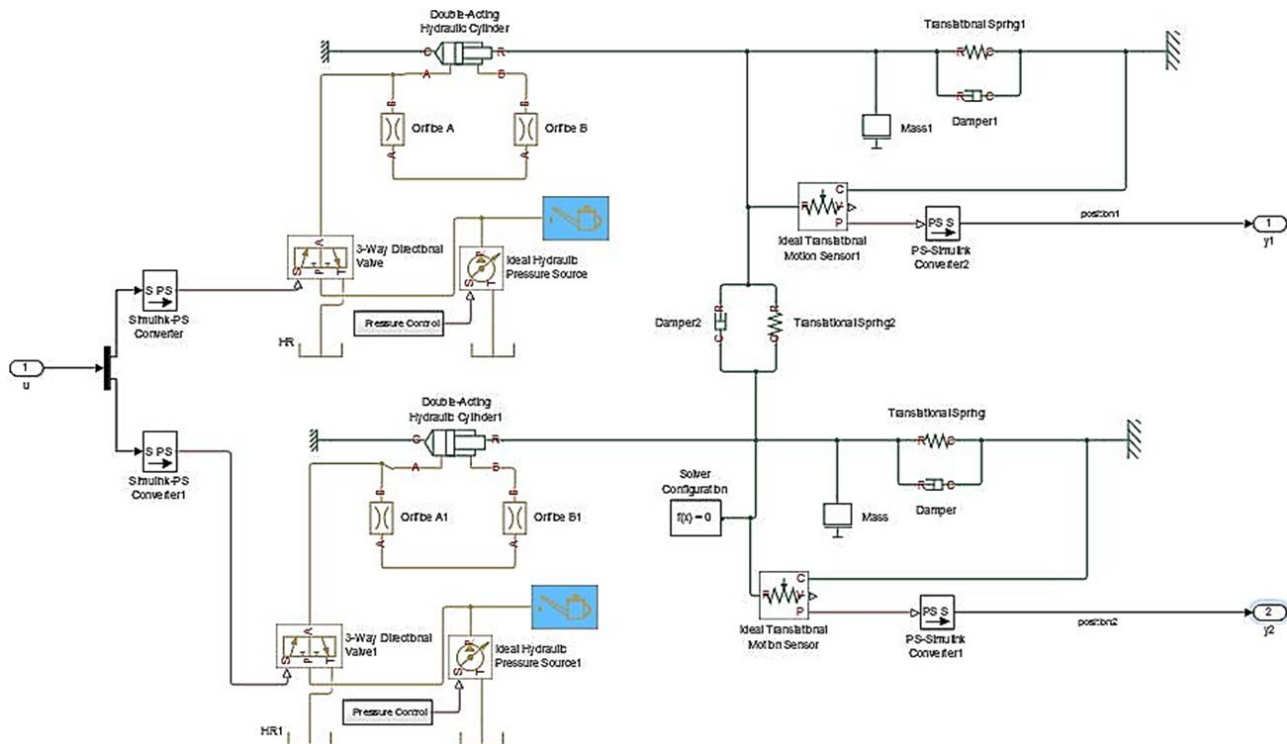 Double-Acting
Hydraulic Cylinder
C
R
A
B
Translational Spring1
R C
R C
Damper1
Mass1
B
Orifice A
A
B
Orifice B
A
A
3-Way Directional
Valve
S P T
P
Ideal Hydraulic
Pressure Source
S T
Pressure Control
HR
C
R V
P
Ideal Translational
Motion Sensor1
PS S
PS-Simulink
Converter2
position1
1
y1
S PS
Simulink-PS
Converter
1
u
S PS
Simulink-PS
Converter1
Damper2
R
C
R
C
Translational Spring2
Double-Acting
Hydraulic Cylinder1
C
R
A
B
Translational Spring
R C
R C
Damper
Mass
Solver
Configuration
f(x) = 0
B
Orifice A1
A
B
Orifice B1
A
A
3-Way Directional
Valve1
S P T
P
Ideal Hydraulic
Pressure Source1
S T
Pressure Control
HR1
C
R V
P
Ideal Translational
Motion Sensor
PS S
PS-Simulink
Converter1
position2
2
y2